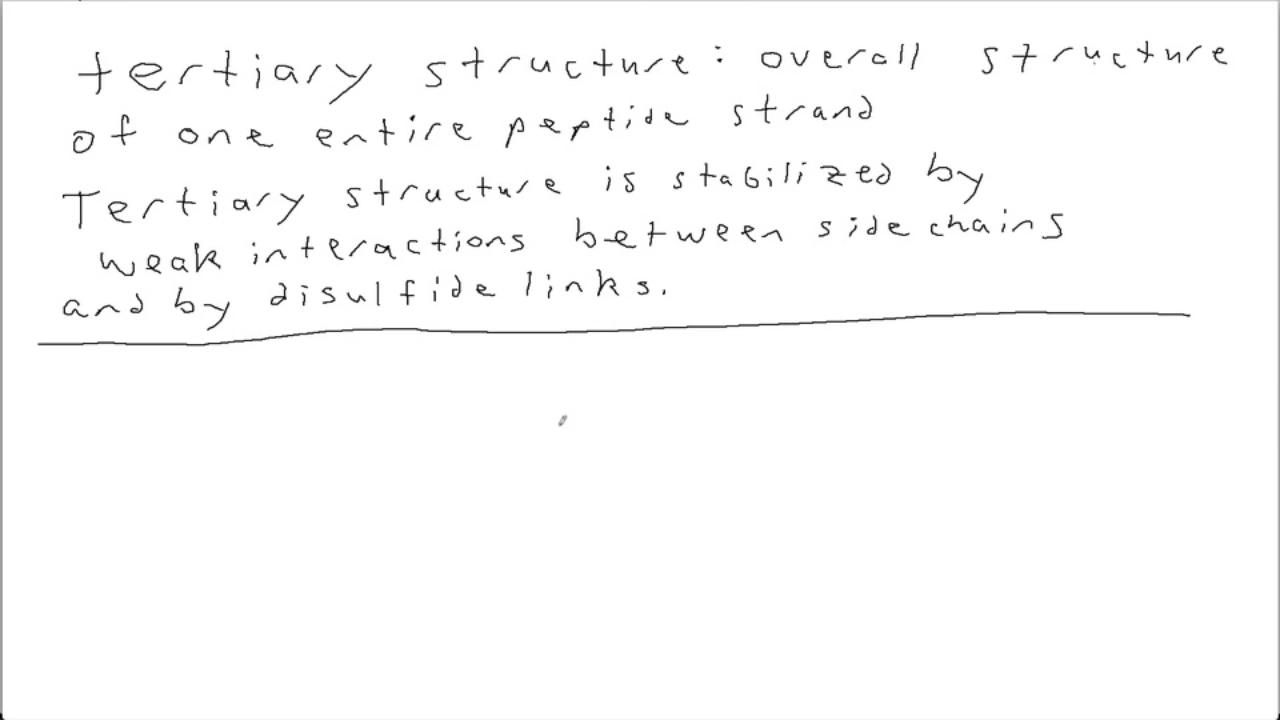 tertiary structure: overall structure
of one entire peptide strand
Tertiary structure is stabilized by
weak interactions between side chains
and by disulfide links.